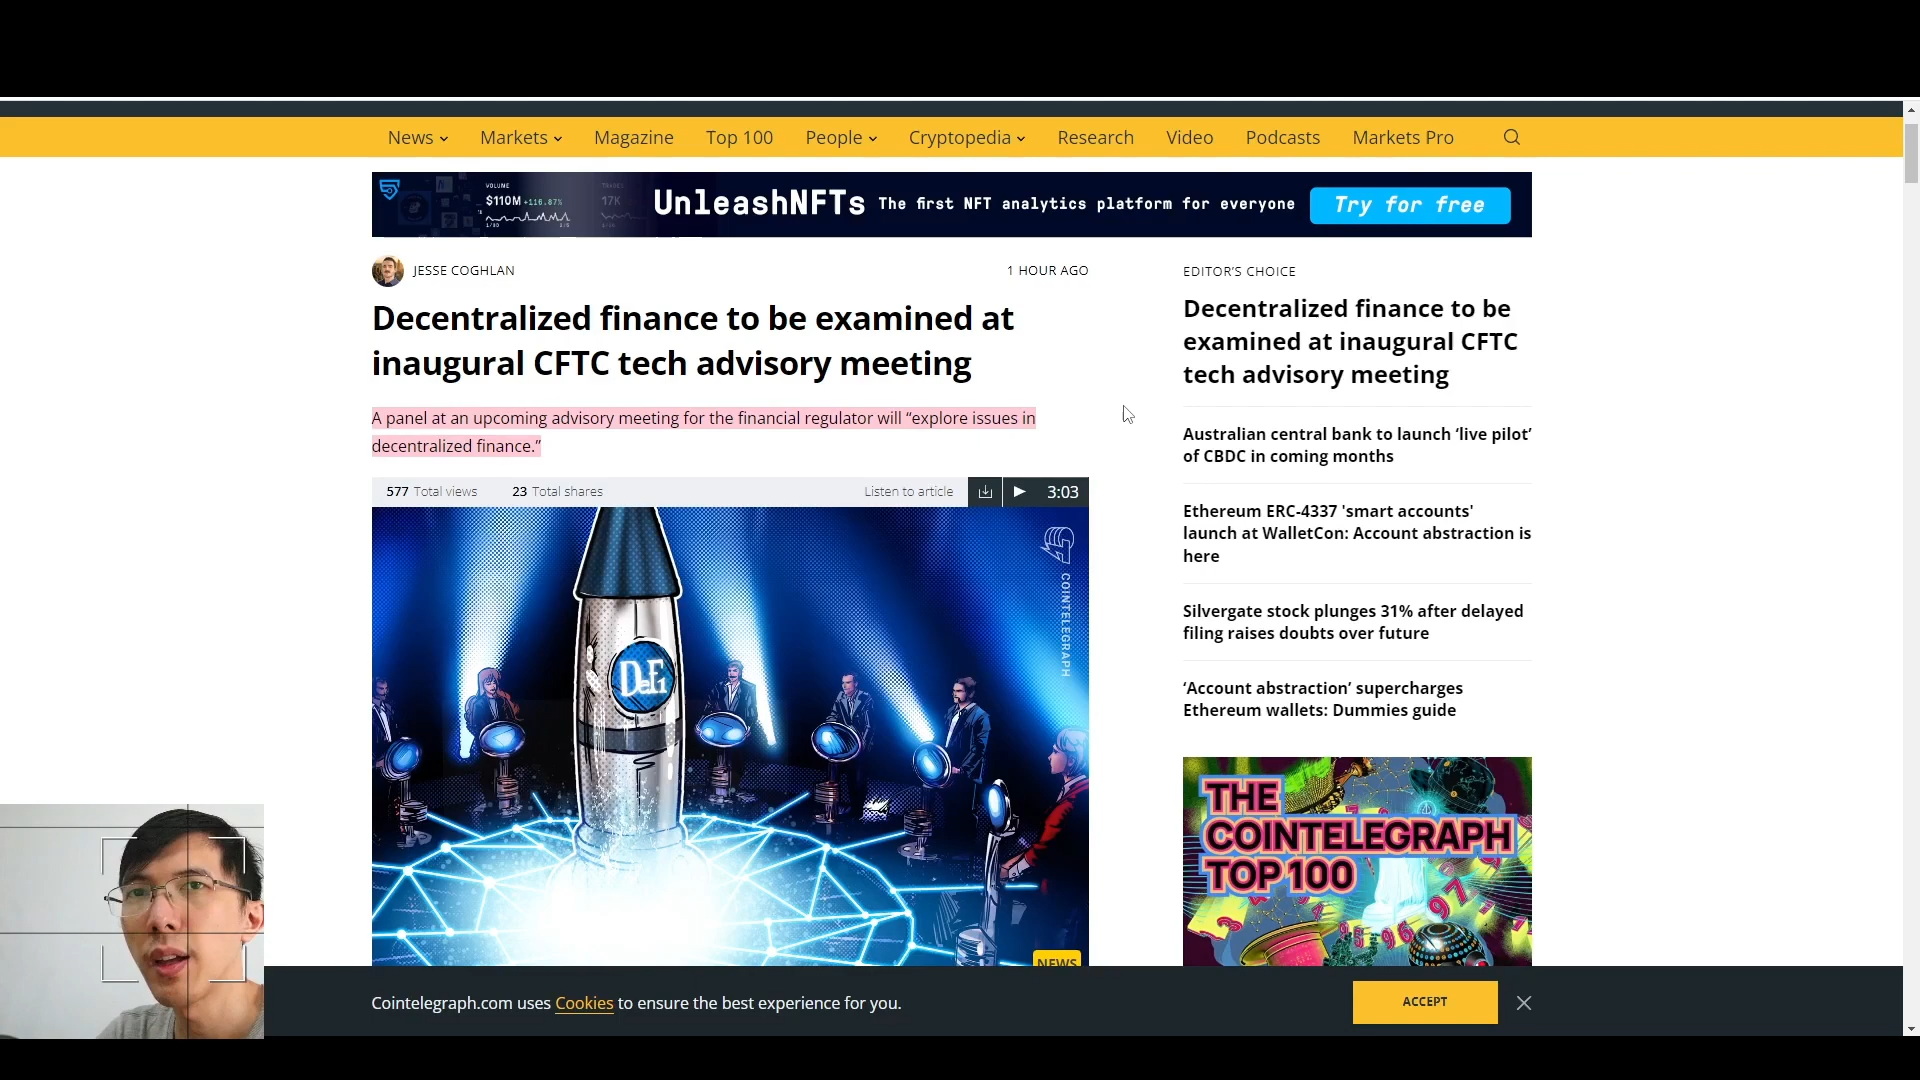 News Markets Magazine Top 100 People Cryptopedia Research Video Podcasts Markets Pro
VOLUME
$110M +116.87%
TRADES
17K
UnleashNFTs The first NFT analytics platform for everyone Try for free
JESSE COGHLAN
1 HOUR AGO
Decentralized finance to be examined at
inaugural CFTC tech advisory meeting
A panel at an upcoming advisory meeting for the financial regulator will “explore issues in
decentralized finance.”
577 Total views 23 Total shares Listen to article 3:03
COINTELEGRAPH
DeFi
NEWS
EDITOR’S CHOICE
Decentralized finance to be
examined at inaugural CFTC
tech advisory meeting
Australian central bank to launch ‘live pilot’
of CBDC in coming months
Ethereum ERC-4337 'smart accounts'
launch at WalletCon: Account abstraction is
here
Silvergate stock plunges 31% after delayed
filing raises doubts over future
‘Account abstraction’ supercharges
Ethereum wallets: Dummies guide
THE
COINTELEGRAPH
TOP 100
97
96
Cointelegraph.com uses Cookies to ensure the best experience for you.
ACCEPT